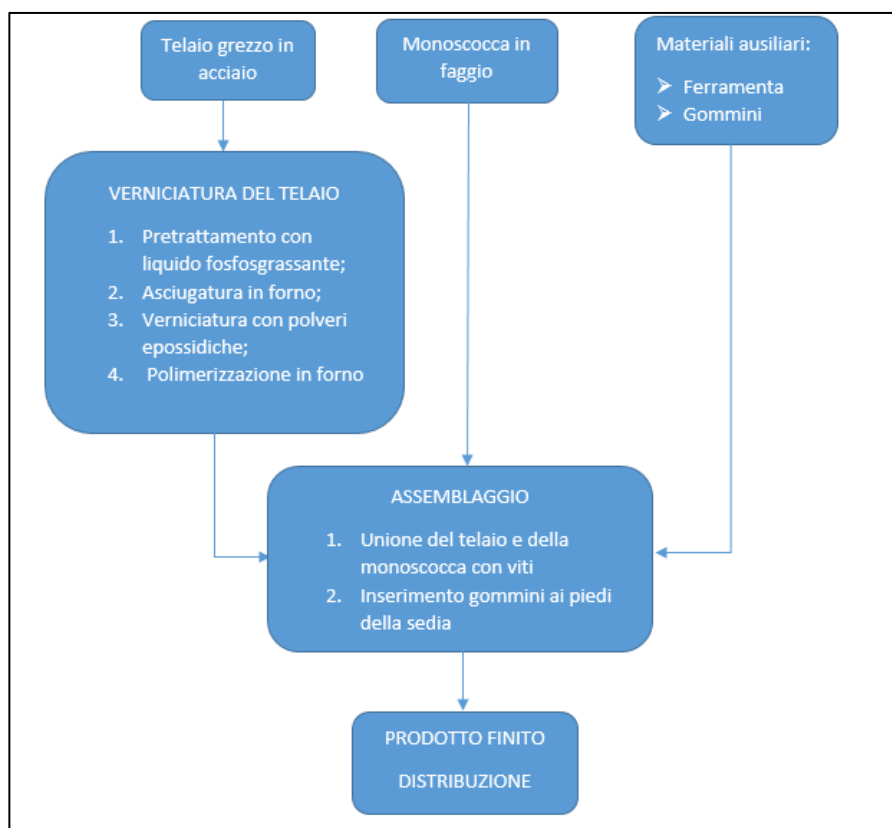 Telaio grezzo in
acciaio
Monoscocca in
faggio
Materiali ausiliari:
➢ Ferramenta
➢ Gommini
VERNICIATURA DEL TELAIO
1. Pretrattamento con
liquido fosfosgrassante;
2. Asciugatura in forno;
3. Verniciatura con polveri
epossidiche;
4. Polimerizzazione in forno
ASSEMBLAGGIO
1. Unione del telaio e della
monoscocca con viti
2. Inserimento gommini ai piedi
della sedia
PRODOTTO FINITO
DISTRIBUZIONE